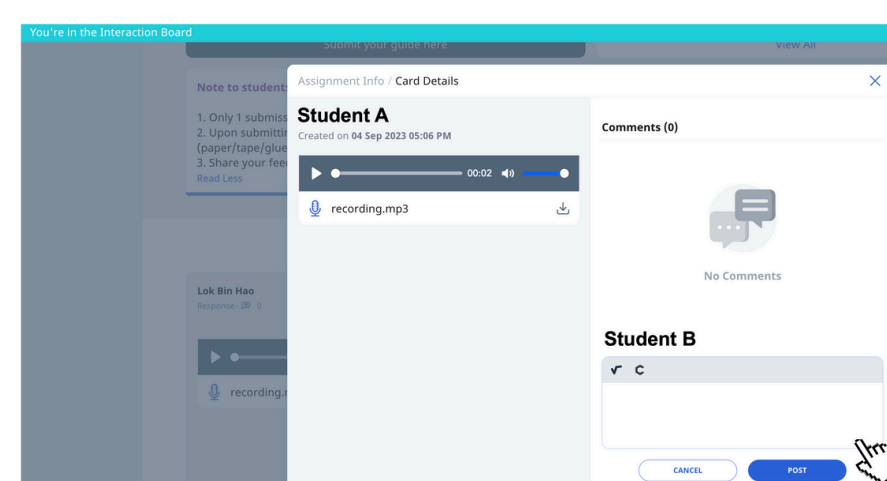 You're in the Interaction Board
Submit your guide here
View All
Note to student
1. Only 1 submiss
2. Upon submittin
(paper/tape/glue
3. Share your fee
Read Less
Lok Bin Hao
Response - 0
recording.
Assignment Info / Card Details
Student A
Created on 04 Sep 2023 05:06 PM
00:02
recording.mp3
Comments (0)
No Comments
Student B
CANCEL
POST